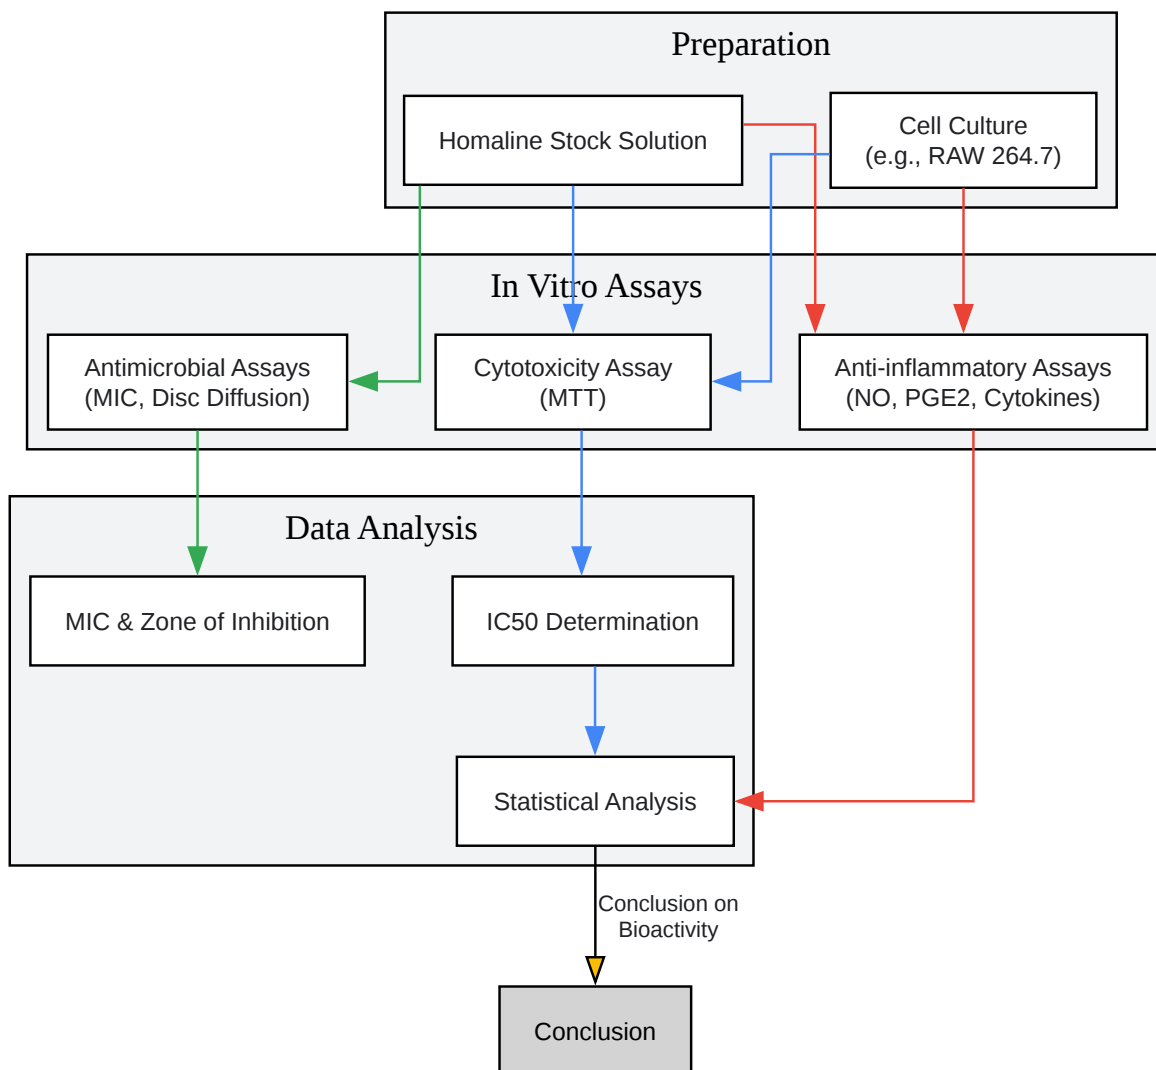 Preparation
Homaline Stock Solution
Cell Culture
(e.g., RAW 264.7)
In Vitro Assays
Antimicrobial Assays
(MIC, Disc Diffusion)
Cytotoxicity Assay
(MTT)
Anti-inflammatory Assays
(NO, PGE2, Cytokines)
Data Analysis
MIC & Zone of Inhibition
IC50 Determination
Statistical Analysis
Conclusion on
Bioactivity
Conclusion